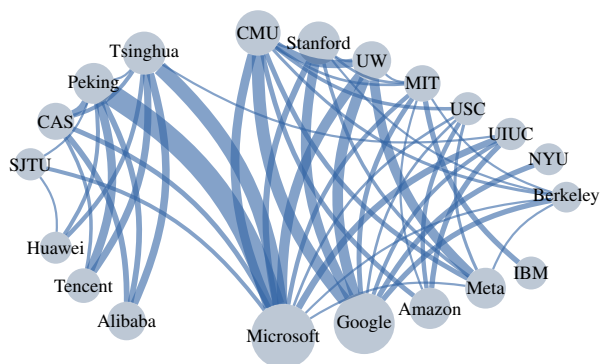 CMU
Stanford
Tsinghua
UW
Peking
MIT
USC
CAS
UIUC
NYU
SJTU
Berkeley
Huawei
IBM
Tencent
Meta
Amazon
Alibaba
Google
Microsoft